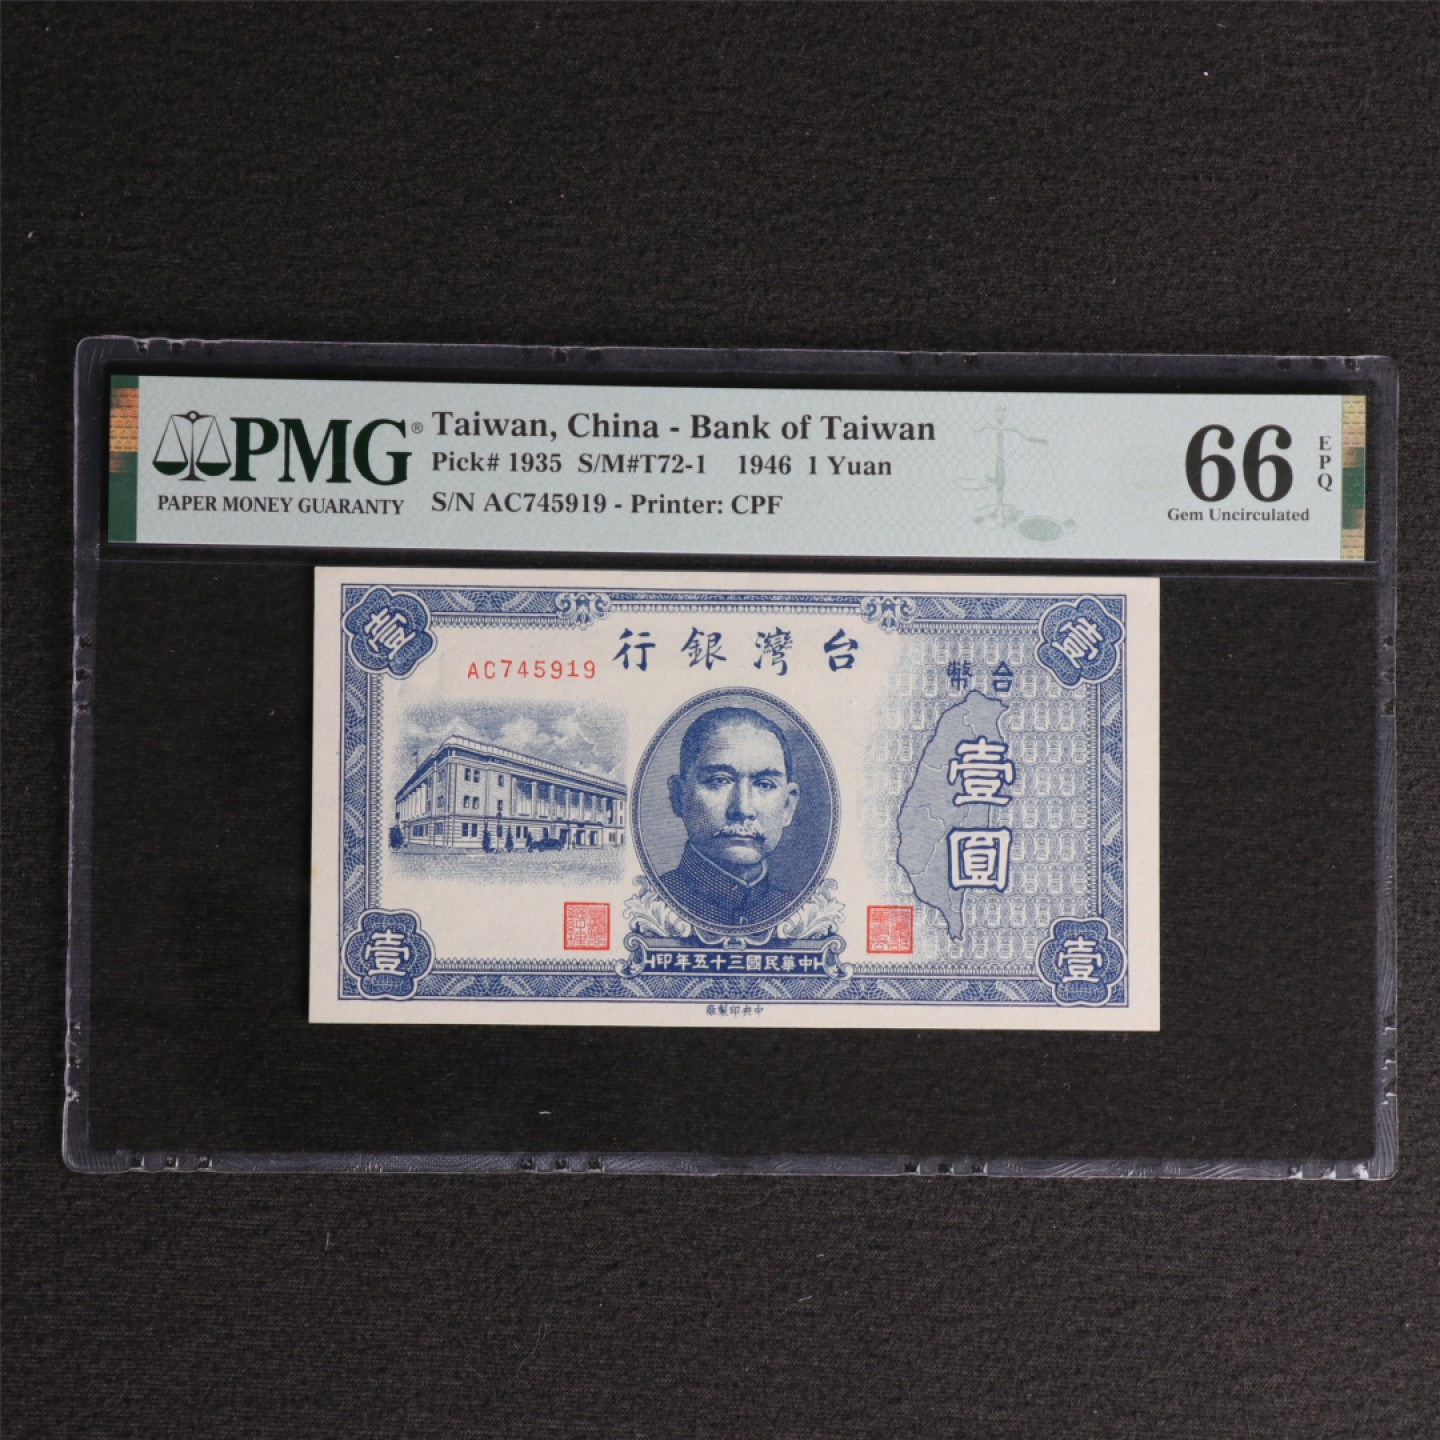 PMG®
PAPER MONEY GUARANTY
Taiwan, China - Bank of Taiwan
Pick# 1935 S/M#T72-1 1946 1 Yuan
S/N AC745919 - Printer: CPF
66
EPQ
Gem Uncirculated
壹
壹
行銀灣台
AC745919
幣台
壹圓
印年五十三國民華中
壹
壹
廠製印央中